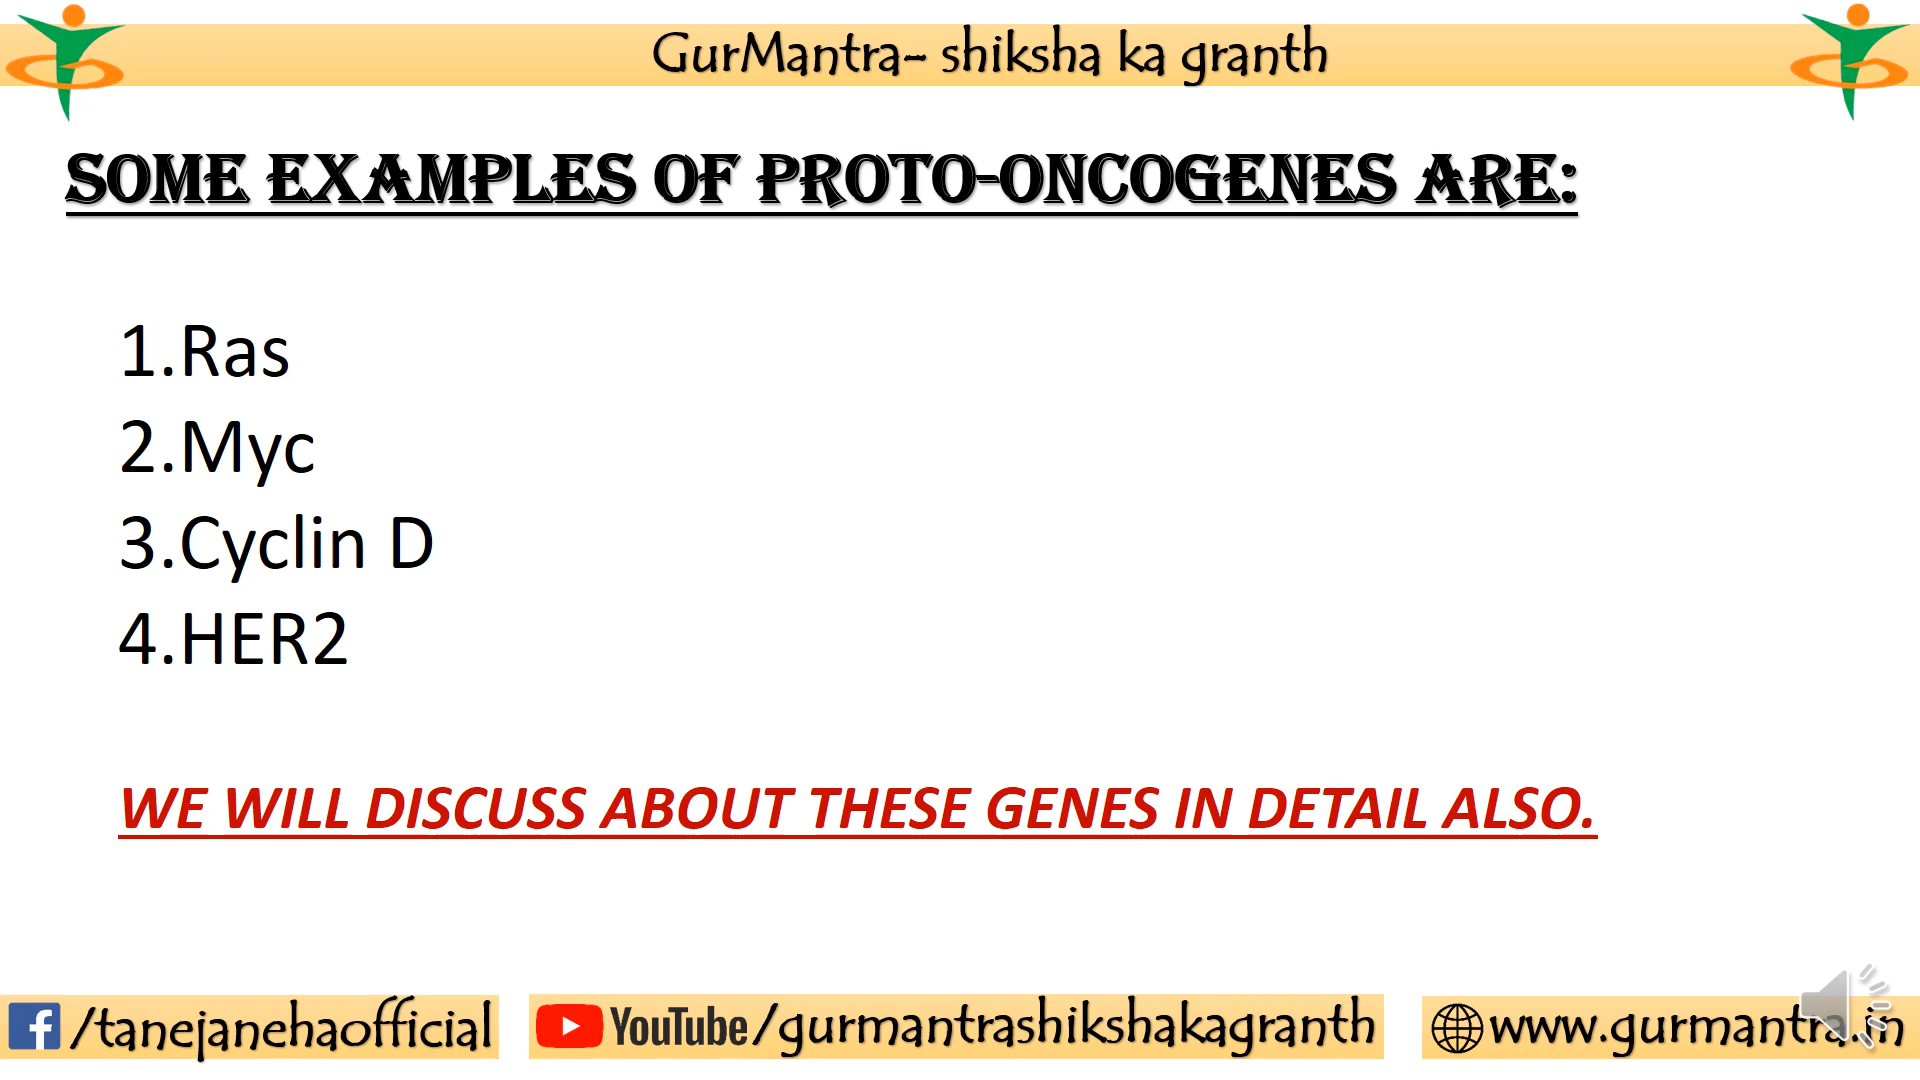 GurMantra- shiksha ka granth
SOME EXAMPLES OF PROTO-ONCOGENES ARE:
1.Ras
2.Myc
3.Cyclin D
4.HER2
WE WILL DISCUSS ABOUT THESE GENES IN DETAIL ALSO.
/tanejanehaofficial
YouTube/gurmantrashikshakagranth
www.gurmantra.in